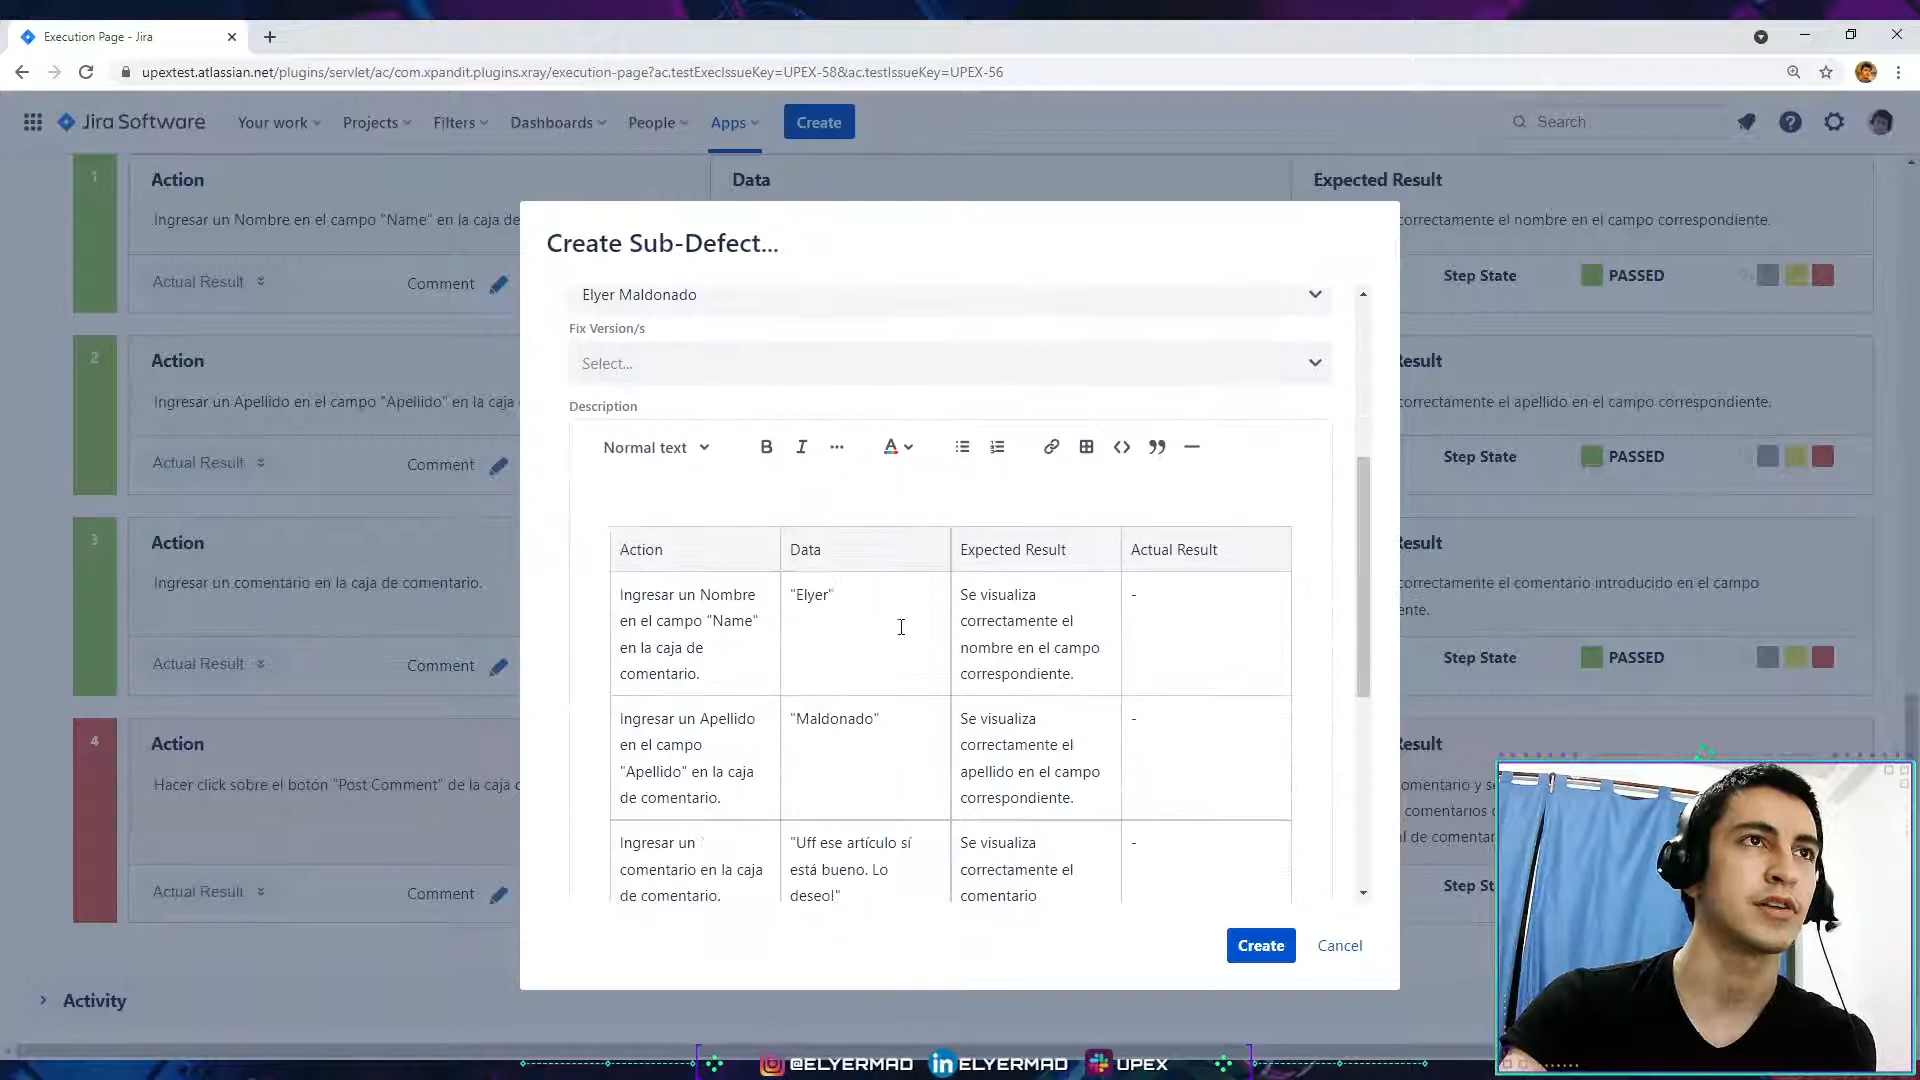 Execution Page - Jira
upextest.atlassian.net/plugins/servlet/ac/com.xpandit.plugins.xray/execution-page?ac.testExecIssueKey=UPEX-58&ac.testIssueKey=UPEX-56
Jira Software
Your work
Projects
Filters
Dashboards
People
Apps
Create
Search
1
Action
Data
Expected Result
Ingresar un Nombre en el campo "Name" en la caja de
correctamente el nombre en el campo correspondiente.
Actual Result
Comment
Step State
PASSED
2
Action
Result
Ingresar un Apellido en el campo "Apellido" en la caja
correctamente el apellido en el campo correspondiente.
Actual Result
Comment
Step State
PASSED
3
Action
Result
Ingresar un comentario en la caja de comentario.
correctamente el comentario introducido en el campo
Actual Result
Comment
Step State
PASSED
4
Action
Result
Hacer click sobre el botón "Post Comment" de la caja
Actual Result
Comment
Activity
Create Sub-Defect...
Elyer Maldonado
Fix Version/s
Select...
Description
Normal text
B
I
A
Action
Data
Expected Result
Actual Result
Ingresar un Nombre
en el campo "Name"
en la caja de
comentario.
"Elyer"
Se visualiza
correctamente el
nombre en el campo
correspondiente.
-
Ingresar un Apellido
en el campo
"Apellido" en la caja
de comentario.
"Maldonado"
Se visualiza
correctamente el
apellido en el campo
correspondiente.
-
Ingresar un
comentario en la caja
de comentario.
"Uff ese artículo sí
está bueno. Lo
deseo!"
Se visualiza
correctamente el
comentario
-
Create
Cancel
@ELYERMAD
in ELYERMAD
UPEX